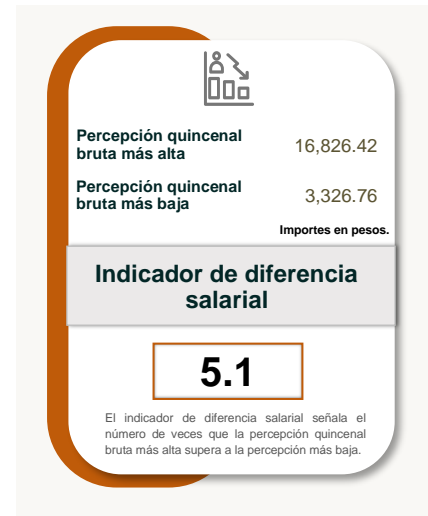 Percepción quincenal
bruta más alta
16,826.42
Percepción quincenal
bruta más baja
3,326.76
Importes en pesos.
Indicador de diferencia
salarial
5.1
El indicador de diferencia salarial señala el
número de veces que la percepción quincenal
bruta más alta supera a la percepción más baja.